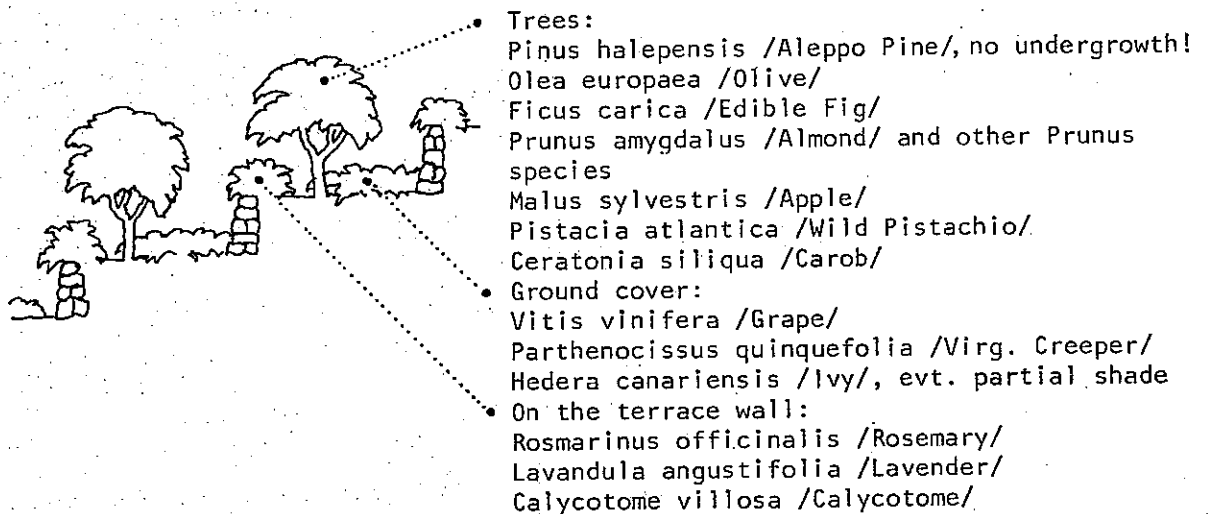 Trees:
Pinus halepensis /Aleppo Pine/, no undergrowth!
Olea europaea /Olive/
Ficus carica /Edible Fig/
Prunus amygdalus /Almond/ and other Prunus
species
Malus sylvestris /Apple/
Pistacia atlantica /Wild Pistachio/
Ceratonia siliqua /Carob/
Ground cover:
Vitis vinifera /Grape/
Parthenocissus quinquefolia /Virg. Creeper/
Hedera canariensis /Ivy/, evt. partial shade
On the terrace wall:
Rosmarinus officinalis /Rosemary/
Lavandula angustifolia /Lavender/
Calycotome villosa /Calycotome/